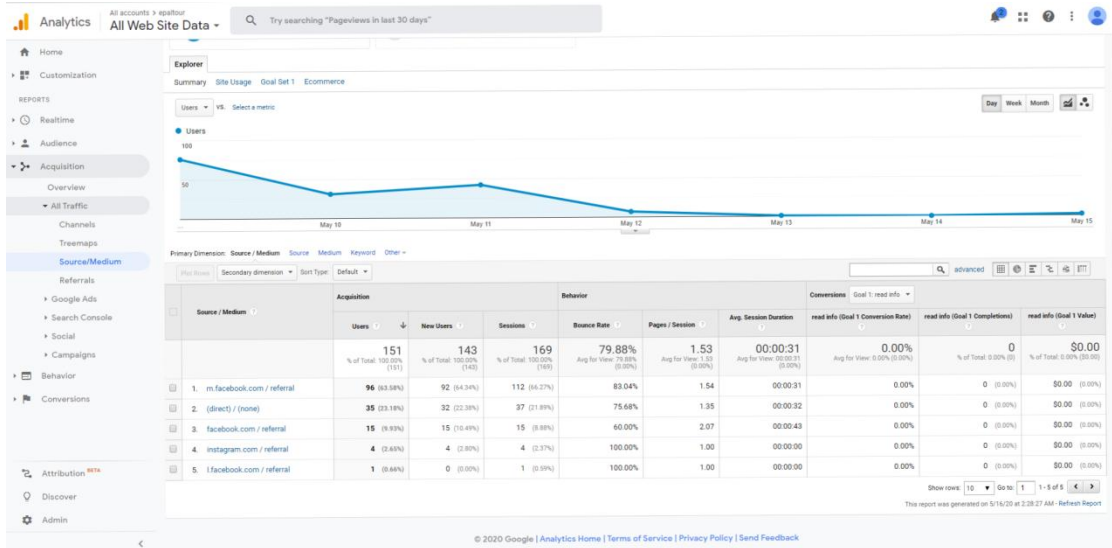 Analytics
All accounts > epaltour
All Web Site Data
Try searching "Pageviews in last 30 days"
2
Home
Customization
REPORTS
Realtime
Audience
Acquisition
Overview
All Traffic
Channels
Treemaps
Source/Medium
Referrals
Google Ads
Search Console
Social
Campaigns
Behavior
Conversions
Attribution BETA
Discover
Admin
Explorer
Summary Site Usage Goal Set 1 Ecommerce
Users VS. Select a metric
Day Week Month
Users
100
50
... May 10 May 11 May 12 May 13 May 14 May 15
Primary Dimension: Source / Medium Source Medium Keyword Other
Plot Rows Secondary dimension Sort Type: Default
advanced
Source / Medium Acquisition Behavior Conversions Goal 1: read info
Users New Users Sessions Bounce Rate Pages / Session Avg. Session Duration read info (Goal 1 Conversion Rate) read info (Goal 1 Completions) read info (Goal 1 Value)
151 143 169 79.88% 1.53 00:00:31 0.00% 0 $0.00
% of Total: 100.00% (151) % of Total: 100.00% (143) % of Total: 100.00% (169) Avg for View: 79.88% (0.00%) Avg for View: 1.53 (0.00%) Avg for View: 00:00:31 (0.00%) Avg for View: 0.00% (0.00%) % of Total: 0.00% (0) % of Total: 0.00% ($0.00)
1. m.facebook.com / referral 96 (63.58%) 92 (64.34%) 112 (66.27%) 83.04% 1.54 00:00:31 0.00% 0 (0.00%) $0.00 (0.00%)
2. (direct) / (none) 35 (23.18%) 32 (22.38%) 37 (21.89%) 75.68% 1.35 00:00:32 0.00% 0 (0.00%) $0.00 (0.00%)
3. facebook.com / referral 15 (9.93%) 15 (10.49%) 15 (8.88%) 60.00% 2.07 00:00:43 0.00% 0 (0.00%) $0.00 (0.00%)
4. instagram.com / referral 4 (2.65%) 4 (2.80%) 4 (2.37%) 100.00% 1.00 00:00:00 0.00% 0 (0.00%) $0.00 (0.00%)
5. l.facebook.com / referral 1 (0.66%) 0 (0.00%) 1 (0.59%) 100.00% 1.00 00:00:00 0.00% 0 (0.00%) $0.00 (0.00%)
Show rows: 10 Go to: 1 1 - 5 of 5
This report was generated on 5/16/20 at 2:28:27 AM - Refresh Report
© 2020 Google | Analytics Home | Terms of Service | Privacy Policy | Send Feedback